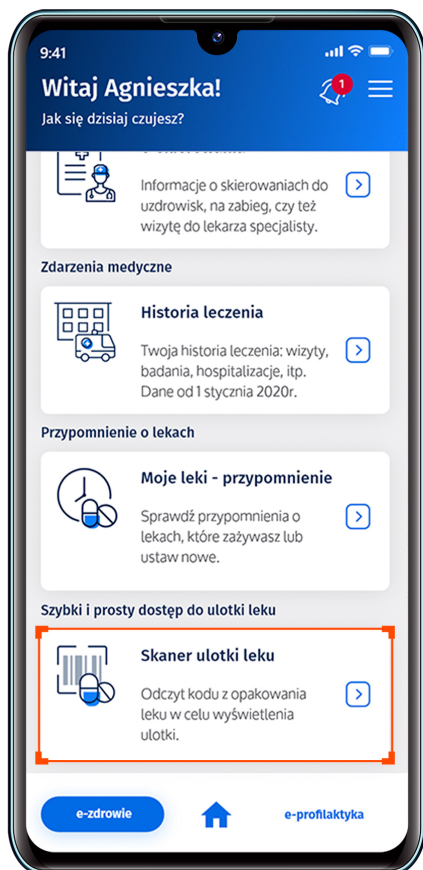 9:41
Witaj Agnieszka!
1
Jak się dzisiaj czujesz?
Informacje o skierowaniach do
uzdrowisk, na zabieg, czy też
wizytę do lekarza specjalisty.
Zdarzenia medyczne
Historia leczenia
Twoja historia leczenia: wizyty,
badania, hospitalizacje, itp.
Dane od 1 stycznia 2020r.
Przypomnienie o lekach
Moje leki - przypomnienie
Sprawdź przypomnienia o
lekach, które zażywasz lub
ustaw nowe.
Szybki i prosty dostęp do ulotki leku
Skaner ulotki leku
Odczyt kodu z opakowania
leku w celu wyświetlenia
ulotki.
e-zdrowie
e-profilaktyka